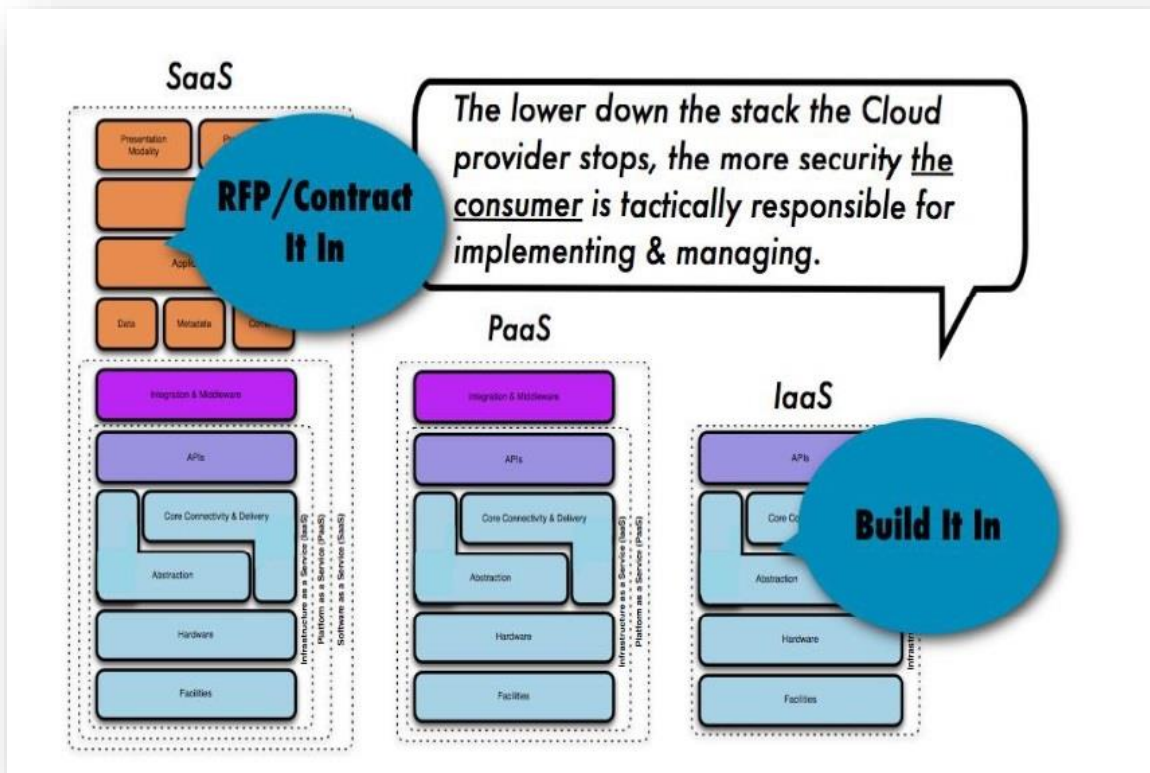 SaaS
Presentation
Modality
RFP/Contract
It In
Data
Metadata
Integration & Middleware
APIs
Core Connectivity & Delivery
Abstraction
Hardware
Facilities
Infrastructure as a Service (IaaS)
Platform as a Service (PaaS)
Software as a Service (SaaS)
The lower down the stack the Cloud
provider stops, the more security the
consumer is tactically responsible for
implementing & managing.
PaaS
Integration & Middleware
APIs
Core Connectivity & Delivery
Abstraction
Hardware
Facilities
Infrastructure as a Service (IaaS)
Platform as a Service (PaaS)
IaaS
APIs
Build It In
Abstraction
Hardware
Facilities